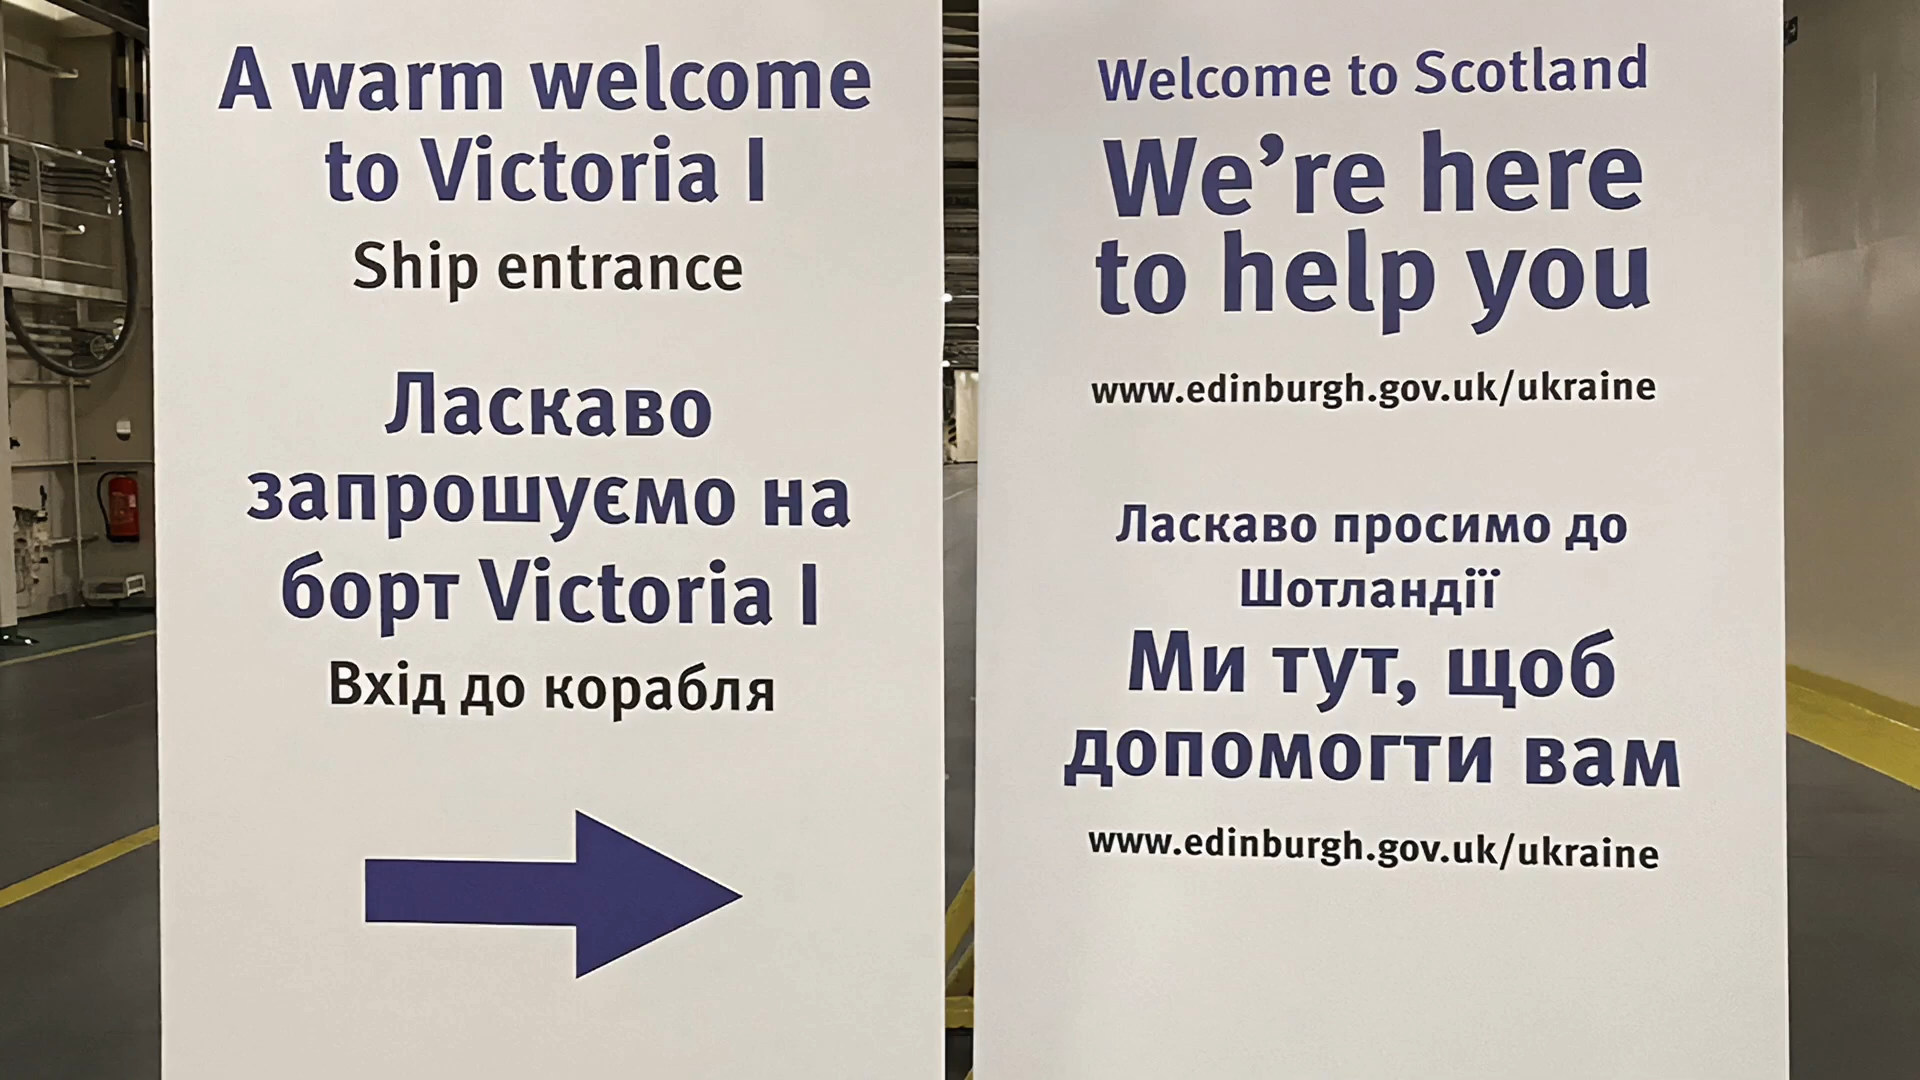 A warm welcome
to Victoria I
Ship entrance
Ласкаво
запрошуємо на
борт Victoria I
Вхід до корабля
Welcome to Scotland
We're here
to help you
www.edinburgh.gov.uk/ukraine
Ласкаво просимо до
Шотландії
Ми тут, щоб
допомогти вам
www.edinburgh.gov.uk/ukraine